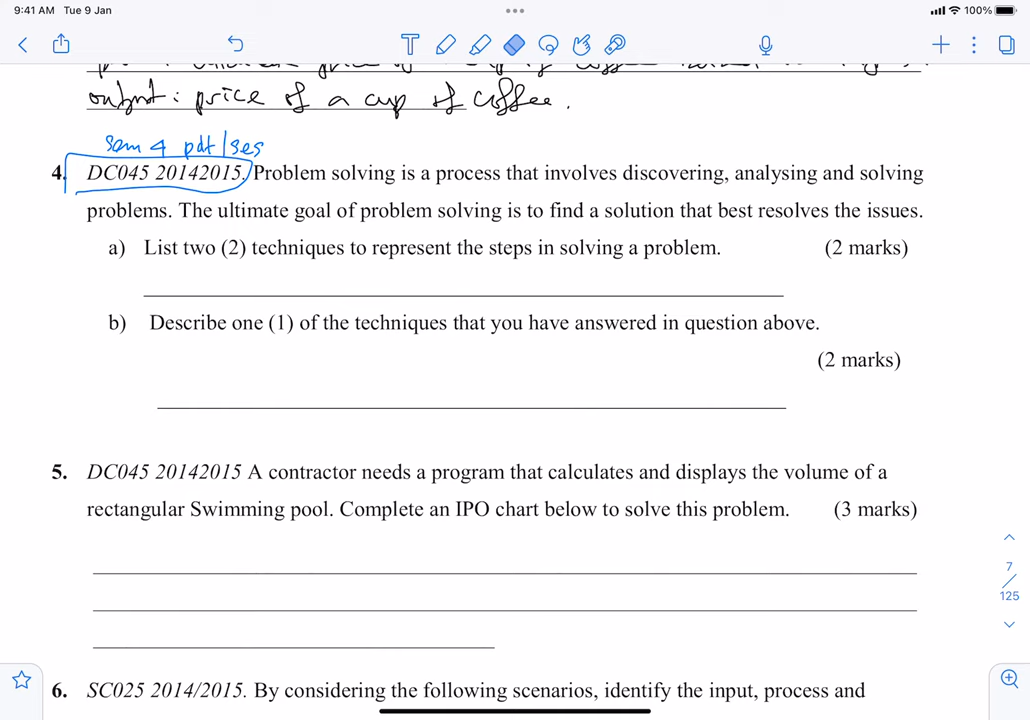 9:41 AM Tue 9 Jan
100%
output : price of a cup of coffee .
sem 4 pdt/ses
4. DC045 20142015. Problem solving is a process that involves discovering, analysing and solving
problems. The ultimate goal of problem solving is to find a solution that best resolves the issues.
a) List two (2) techniques to represent the steps in solving a problem. (2 marks)
b) Describe one (1) of the techniques that you have answered in question above.
(2 marks)
5. DC045 20142015 A contractor needs a program that calculates and displays the volume of a
rectangular Swimming pool. Complete an IPO chart below to solve this problem. (3 marks)
7
125
6. SC025 2014/2015. By considering the following scenarios, identify the input, process and